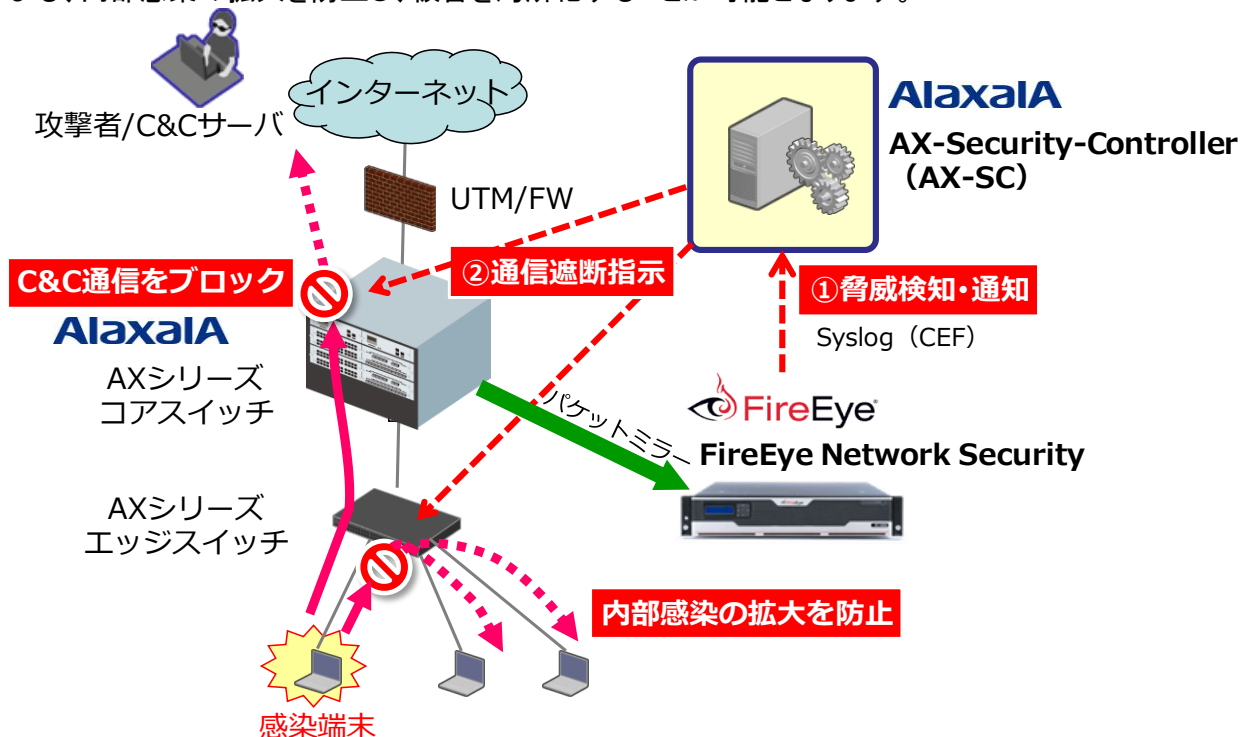 インターネット
攻撃者/C&Cサーバ
UTM/FW
AlaxalA
AX-Security-Controller
（AX-SC）
C&C通信をブロック
②通信遮断指示
①脅威検知・通知
Syslog（CEF）
AlaxalA
AXシリーズ
コアスイッチ
パケットミラー
FireEye
FireEye Network Security
AXシリーズ
エッジスイッチ
内部感染の拡大を防止
感染端末